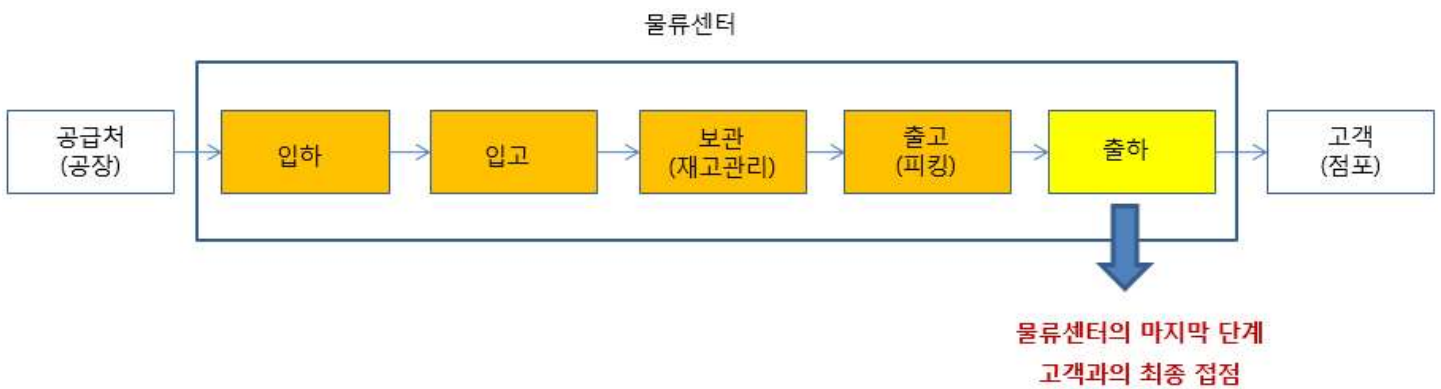 물류센터
공급처
(공장)
입하
입고
보관
(재고관리)
출고
(피킹)
출하
고객
(점포)
물류센터의 마지막 단계
고객과의 최종 접점